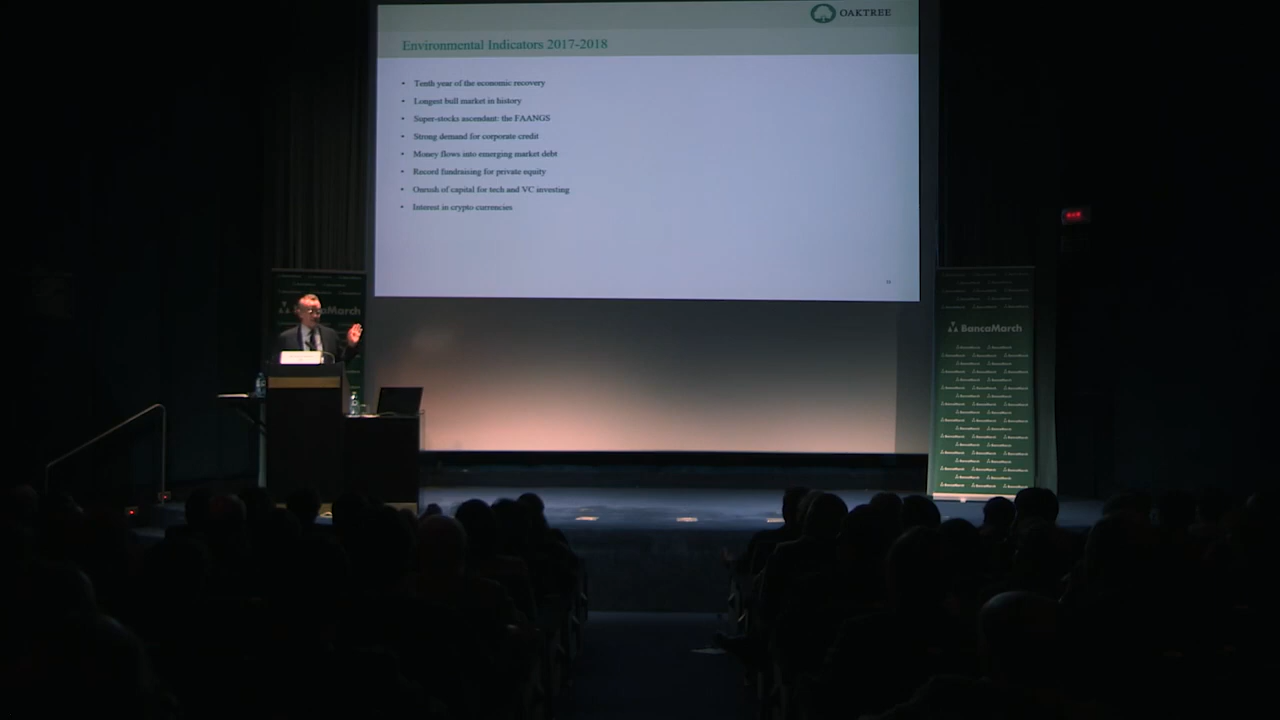 OAKTREE
Environmental Indicators 2017-2018
• Tenth year of the economic recovery
• Longest bull market in history
• Super-stocks ascendant: the FAANGS
• Strong demand for corporate credit
• Money flows into emerging market debt
• Record fundraising for private equity
• Onrush of capital for tech and VC investing
• Interest in crypto currencies
BancaMarch
BancaMarch